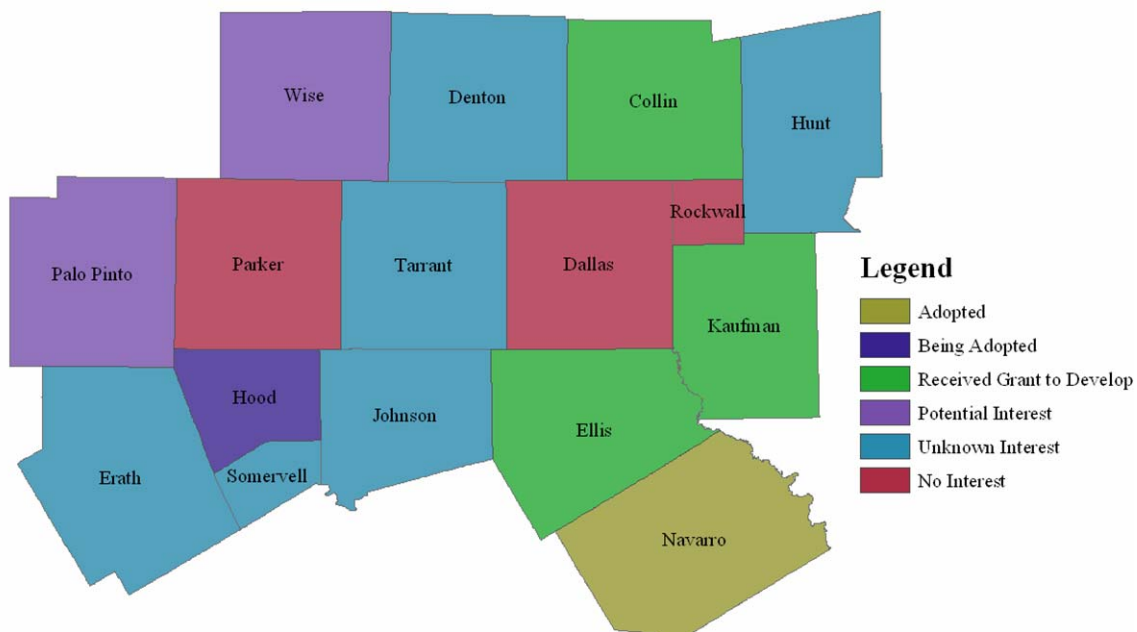 Wise
Denton
Collin
Hunt
Palo Pinto
Parker
Tarrant
Dallas
Rockwall
Kaufman
Erath
Hood
Somervell
Johnson
Ellis
Navarro
Legend
Adopted
Being Adopted
Received Grant to Develop
Potential Interest
Unknown Interest
No Interest